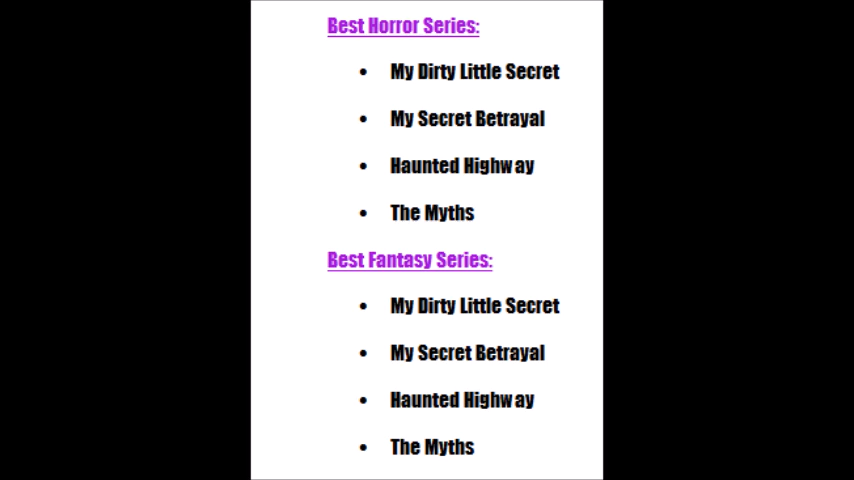 Best Horror Series:
• My Dirty Little Secret
• My Secret Betrayal
• Haunted Highway
• The Myths
Best Fantasy Series:
• My Dirty Little Secret
• My Secret Betrayal
• Haunted Highway
• The Myths